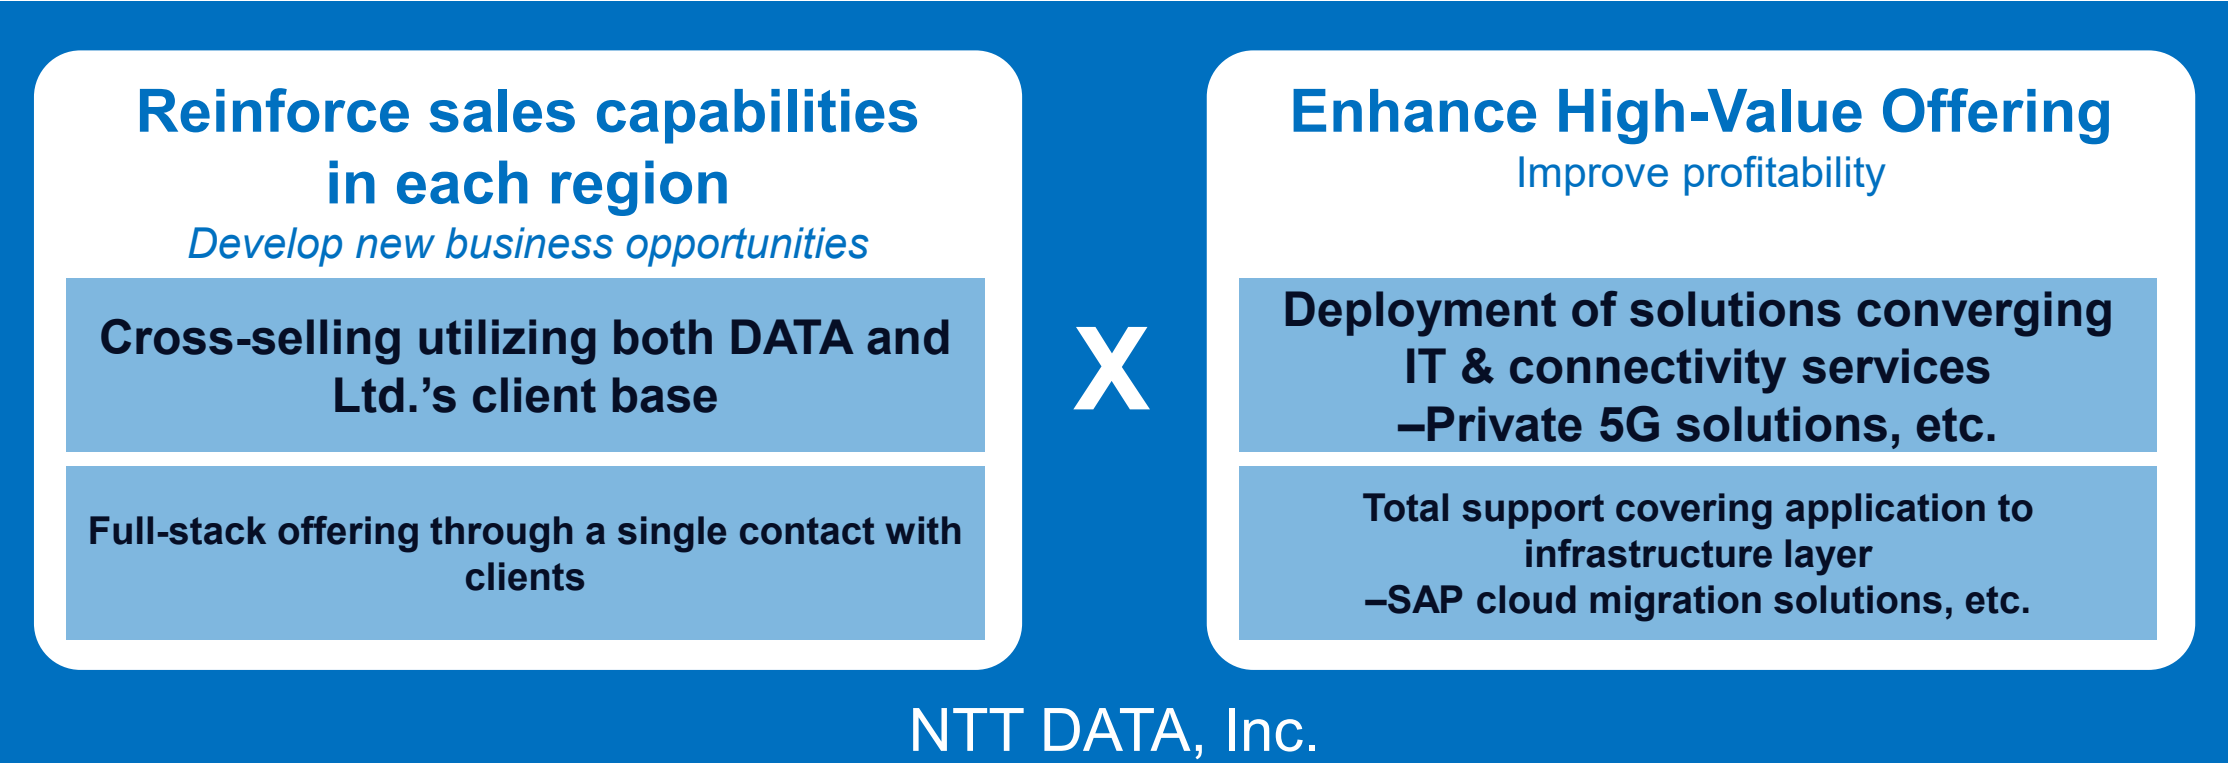 Reinforce sales capabilities
in each region
Develop new business opportunities
Cross-selling utilizing both DATA and
Ltd.’s client base
Full-stack offering through a single contact with
clients
X
Enhance High-Value Offering
Improve profitability
Deployment of solutions converging
IT & connectivity services
–Private 5G solutions, etc.
Total support covering application to
infrastructure layer
–SAP cloud migration solutions, etc.
NTT DATA, Inc.